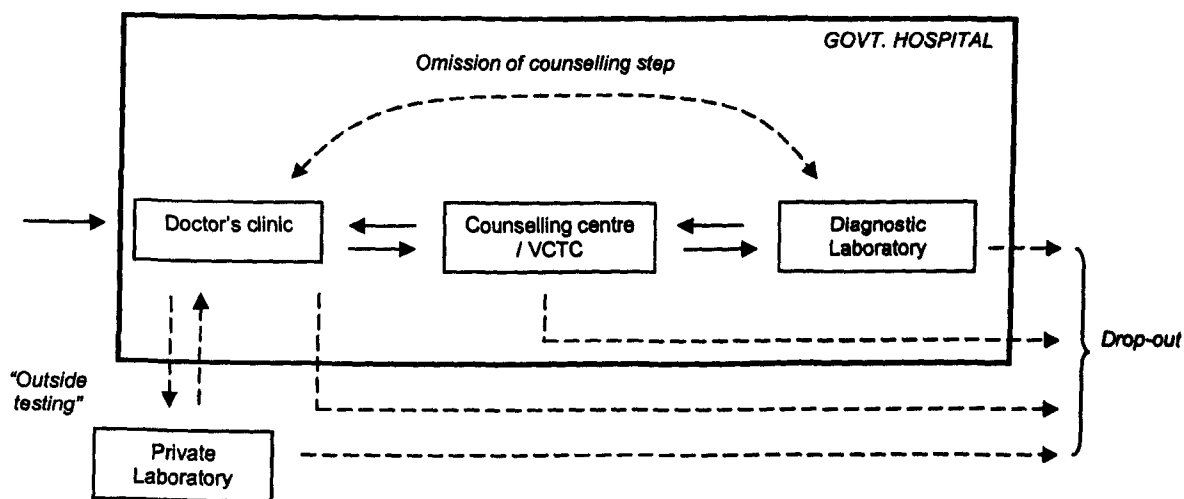 GOVT. HOSPITAL
Omission of counselling step
Doctor's clinic
Counselling centre
/ VCTC
Diagnostic
Laboratory
Drop-out
"Outside
testing"
Private
Laboratory